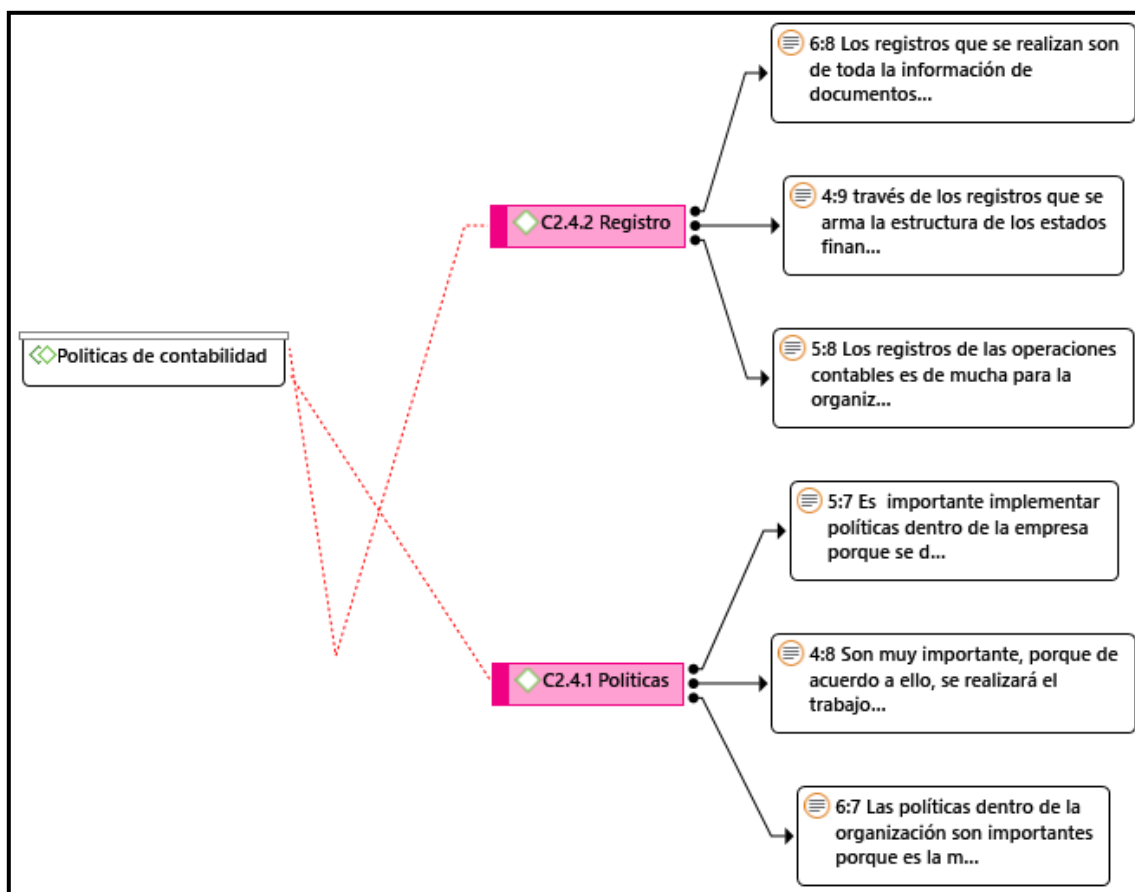 6:8 Los registros que se realizan son
de toda la información de
documentos...
4:9 través de los registros que se
arma la estructura de los estados
finan...
C2.4.2 Registro
5:8 Los registros de las operaciones
contables es de mucha para la
organiz...
Politicas de contabilidad
5:7 Es  importante implementar
políticas dentro de la empresa
porque se d...
C2.4.1 Politicas
4:8 Son muy importante, porque de
acuerdo a ello, se realizará el
trabajo...
6:7 Las políticas dentro de la
organización son importantes
porque es la m...